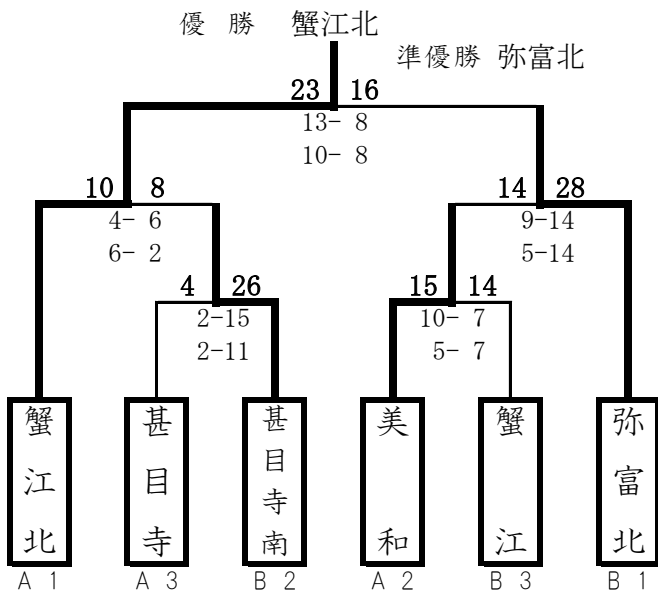 優 勝 蟹江北
準優勝 弥富北
23 16
13- 8
10- 8
10 8
4- 6
6- 2
14 28
9-14
5-14
4 26
2-15
2-11
15 14
10- 7
5- 7
蟹江北
甚目寺
甚目寺南
美和
蟹江
弥富北
A 1
A 3
B 2
A 2
B 3
B 1